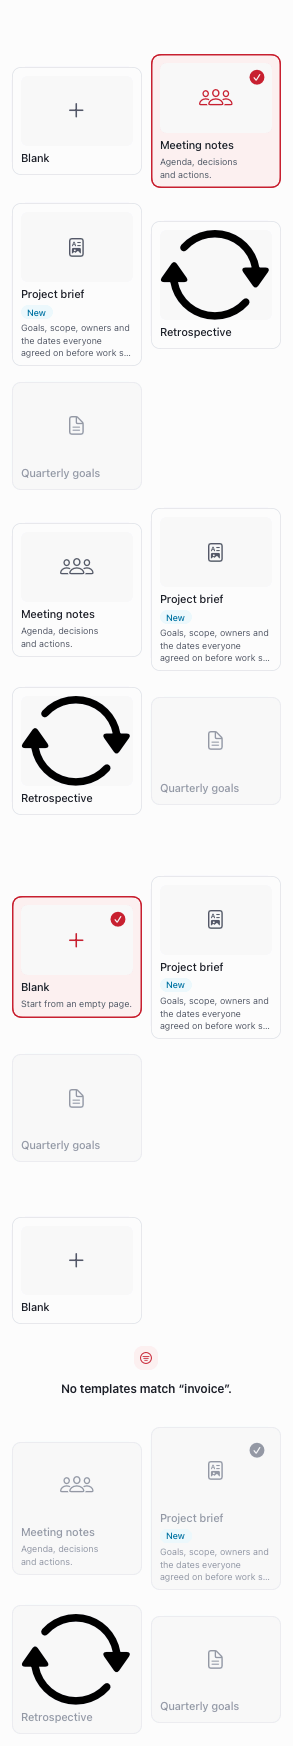 Blank
Meeting notes
Agenda, decisions
and actions.
Project brief
New
Goals, scope, owners and
the dates everyone
agreed on before work s...
Retrospective
Quarterly goals
Meeting notes
Agenda, decisions
and actions.
Project brief
New
Goals, scope, owners and
the dates everyone
agreed on before work s...
Retrospective
Quarterly goals
Blank
Start from an empty page.
Project brief
New
Goals, scope, owners and
the dates everyone
agreed on before work s...
Quarterly goals
Blank
No templates match “invoice”.
Meeting notes
Agenda, decisions
and actions.
Project brief
New
Goals, scope, owners and
the dates everyone
agreed on before work s...
Retrospective
Quarterly goals